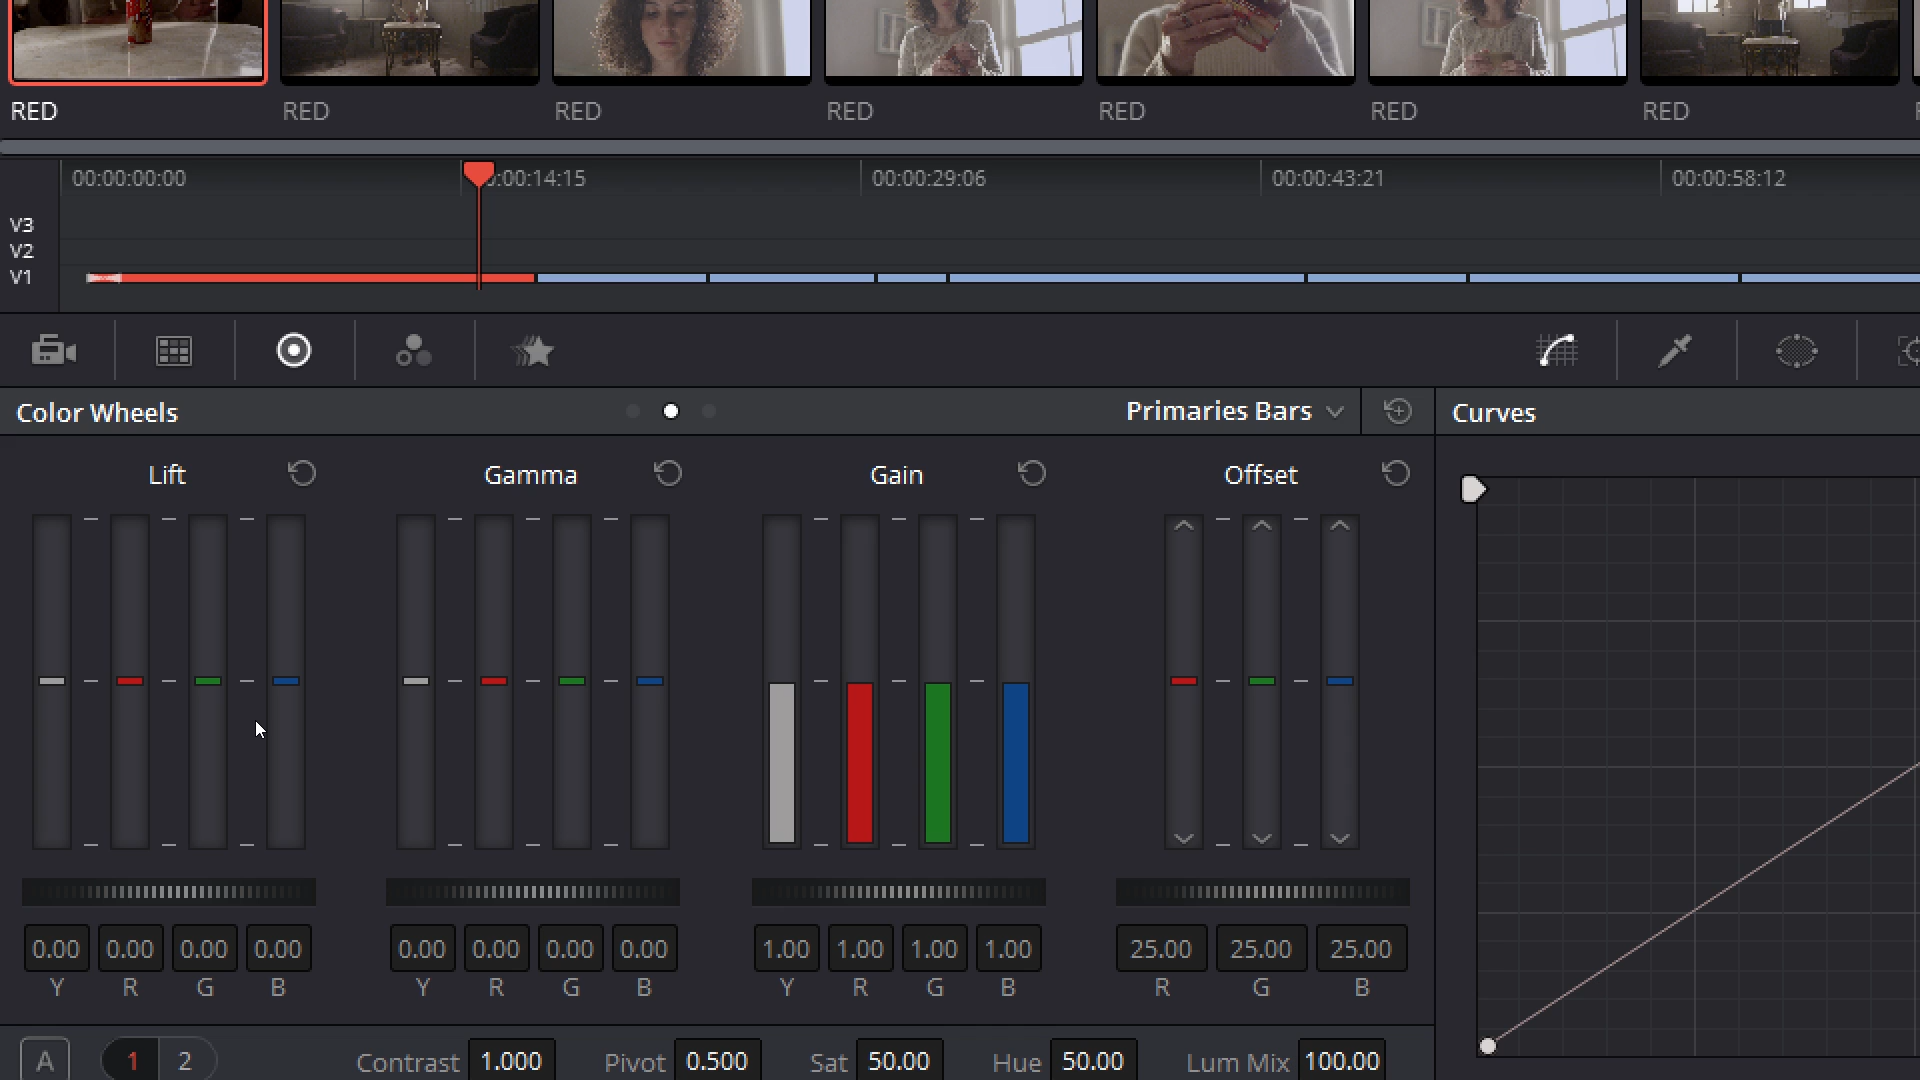 RED RED RED RED RED RED RED
00:00:00:00 :00:14:15 00:00:29:06 00:00:43:21 00:00:58:12
V3
V2
V1
Color Wheels Primaries Bars Curves
Lift Gamma Gain Offset
0.00 0.00 0.00 0.00 0.00 0.00 0.00 0.00 1.00 1.00 1.00 1.00 25.00 25.00 25.00
Y R G B Y R G B Y R G B R G B
A 1 2 Contrast 1.000 Pivot 0.500 Sat 50.00 Hue 50.00 Lum Mix 100.00